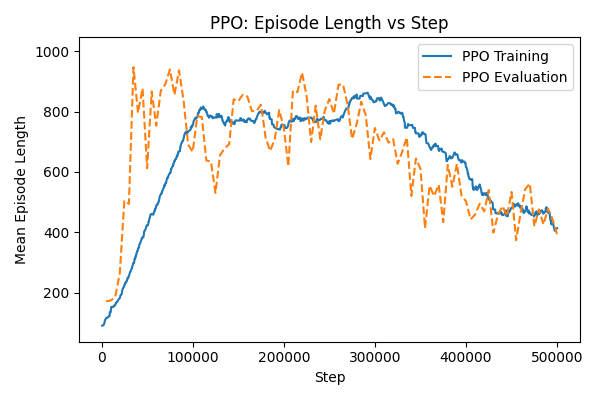 PPO: Episode Length vs Step
PPO Training
PPO Evaluation
Mean Episode Length
1000
800
600
400
200
0
100000
200000
300000
400000
500000
Step